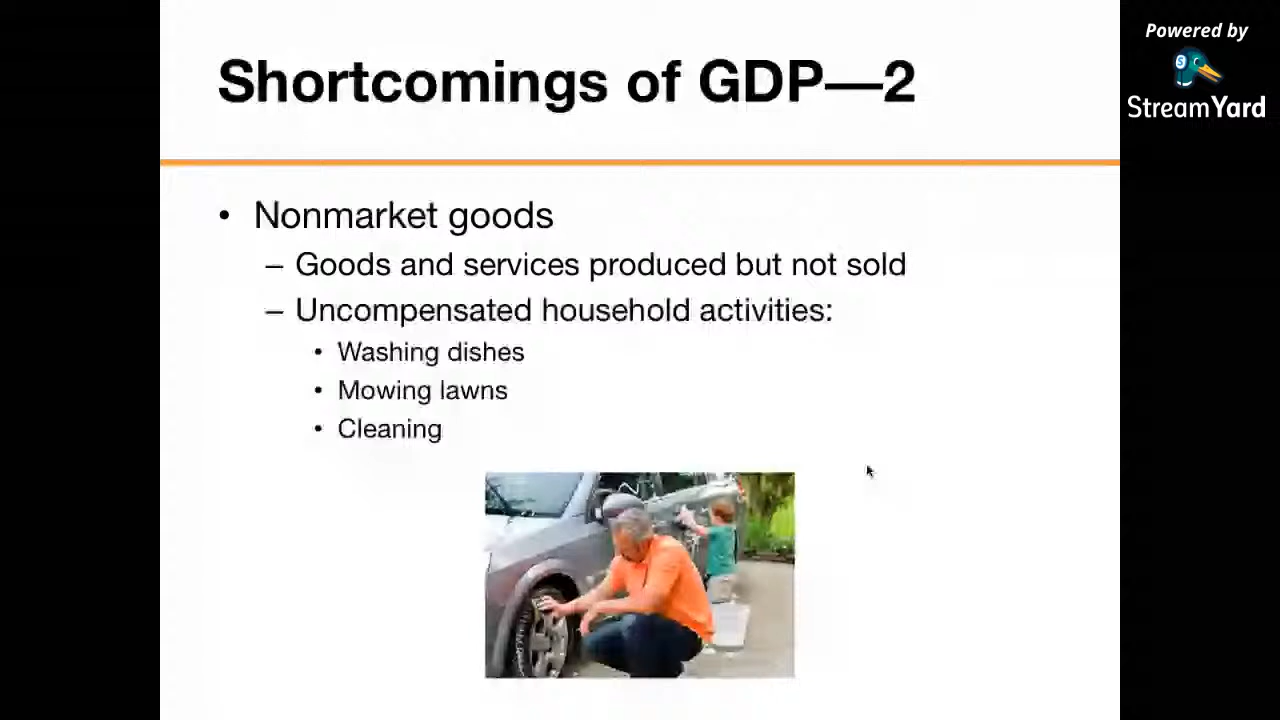 Shortcomings of GDP—2
Powered by
StreamYard
• Nonmarket goods
– Goods and services produced but not sold
– Uncompensated household activities:
• Washing dishes
• Mowing lawns
• Cleaning